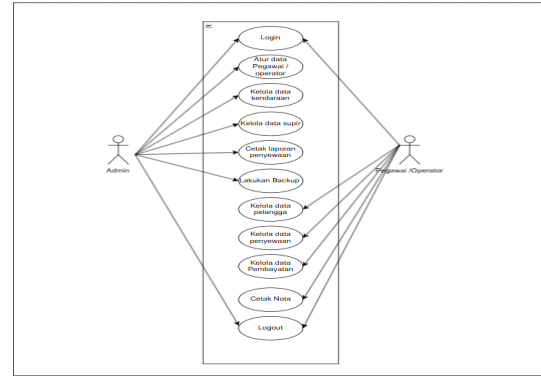 Login
Atur data
Pegawai /
operator
Kelola data
kendaraan
Kelola data supir
Cetak laporan
penyewaan
Lakukan Backup
Admin
Pegawai /Operator
Kelola data
pelangga
Kelola data
penyewaan
Kelola data
Pembayatan
Cetak Nota
Logout